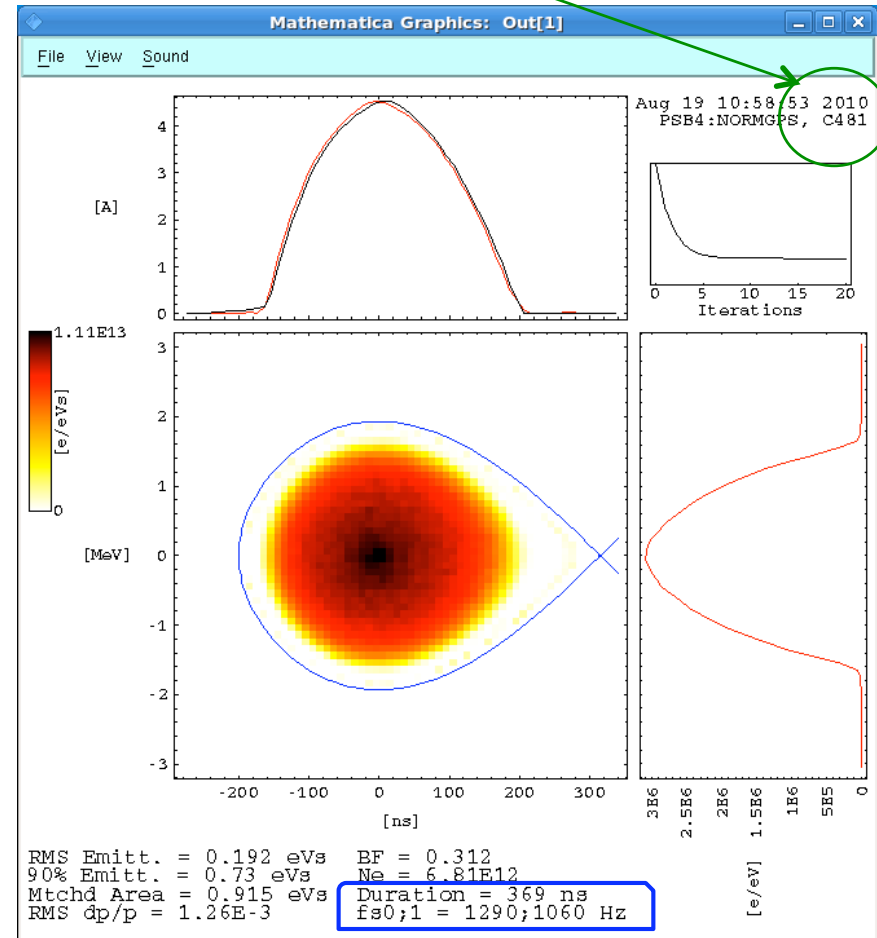 Mathematica Graphics: Out[1]
File View Sound
Aug 19 10:58:53 2010
PSB4:NORMGPS, C481
4
3
2
1
0
[A]
0 5 10 15 20
Iterations
1.11E13
[e/eVs]
0
3
2
1
0
-1
-2
-3
[MeV]
-200 -100 0 100 200 300
[ns]
3E6
2.5E6
2E6
1.5E6
1E6
5E5
0
[e/eV]
RMS Emitt. = 0.192 eVs BF = 0.312
90% Emitt. = 0.73 eVs Ne = 6.81E12
Mtchd Area = 0.915 eVs Duration = 369 ns
RMS dp/p = 1.26E-3 fs0;1 = 1290;1060 Hz